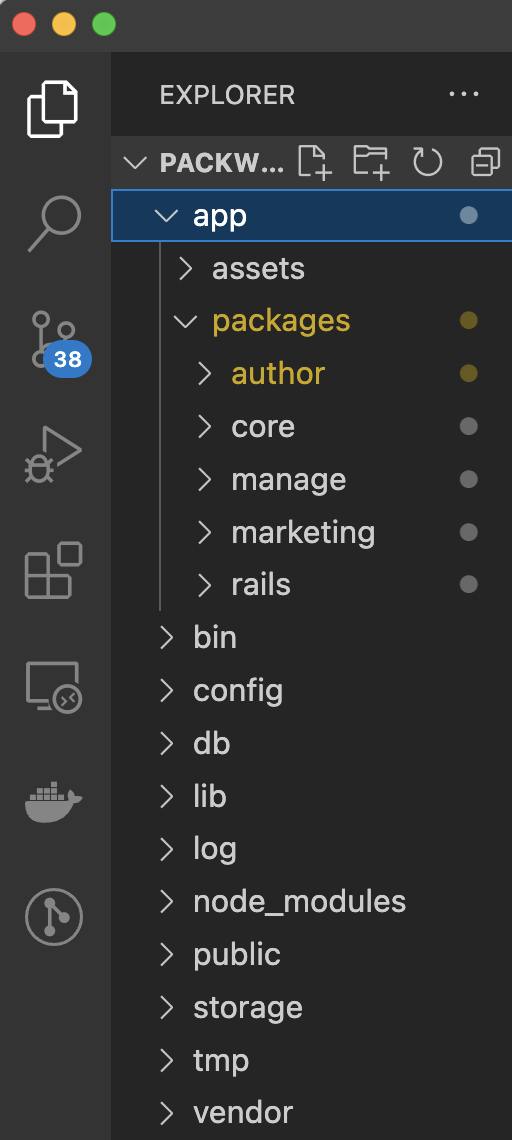 EXPLORER
PACKW...
app
assets
packages
author
38
core
manage
marketing
rails
bin
config
db
lib
log
node_modules
public
storage
tmp
vendor